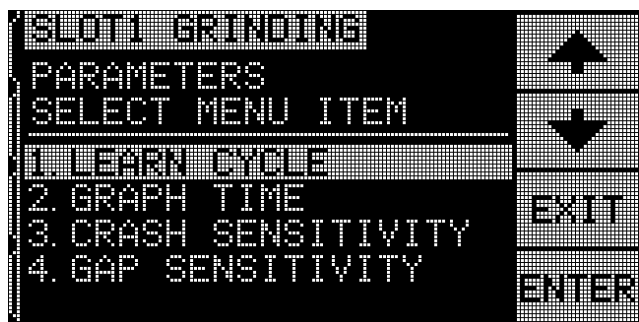 SLOT1 GRINDING
PARAMETERS
SELECT MENU ITEM
1. LEARN CYCLE
2. GRAPH TIME
3. CRASH SENSITIVITY
4. GAP SENSITIVITY
EXIT
ENTER